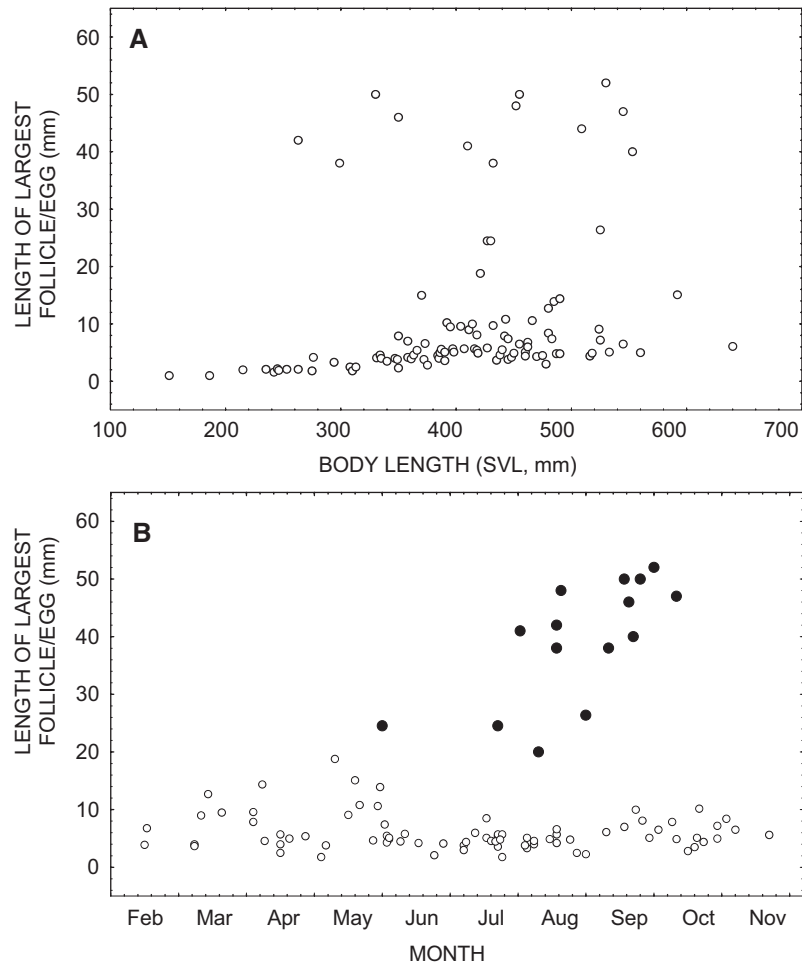 A
LENGTH OF LARGEST
FOLLICLE/EGG (mm)
60
50
40
30
20
10
0
100 200 300 400 500 600 700
BODY LENGTH (SVL, mm)
B
LENGTH OF LARGEST
FOLLICLE/EGG (mm)
60
50
40
30
20
10
0
Feb Mar Apr May Jun Jul Aug Sep Oct Nov
MONTH